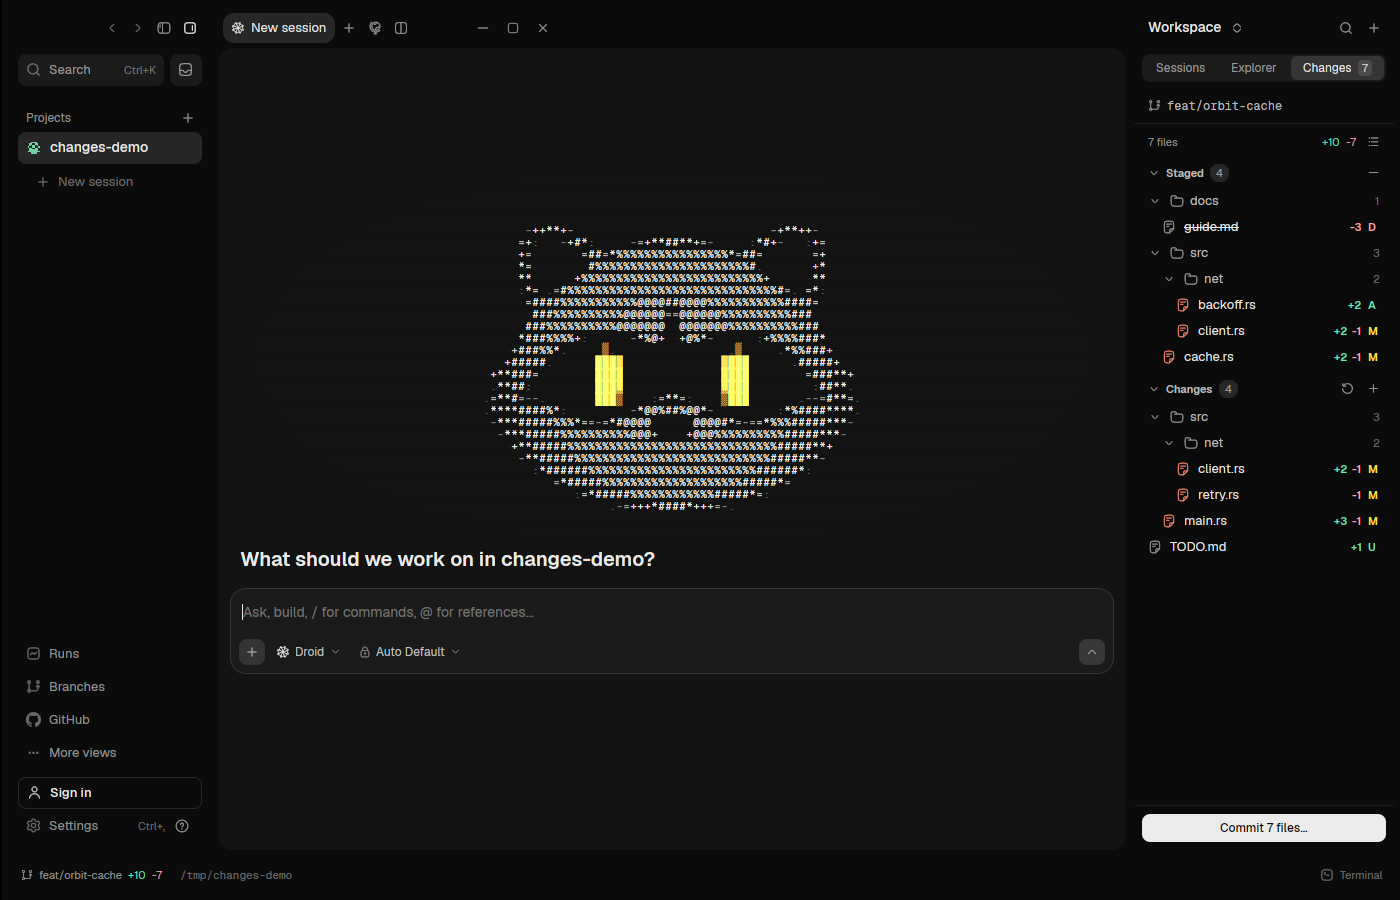 New session
Search Ctrl+K
Projects
changes-demo
New session
Runs
Branches
GitHub
More views
Sign in
Settings Ctrl+,
What should we work on in changes-demo?
Ask, build, / for commands, @ for references...
Droid
Auto Default
Workspace
Sessions Explorer Changes 7
feat/orbit-cache
7 files +10 -7
Staged 4
docs 1
guide.md -3 D
src 3
net 2
backoff.rs +2 A
client.rs +2 -1 M
cache.rs +2 -1 M
Changes 4
src 3
net 2
client.rs +2 -1 M
retry.rs -1 M
main.rs +3 -1 M
TODO.md +1 U
Commit 7 files...
feat/orbit-cache +10 -7 /tmp/changes-demo
Terminal